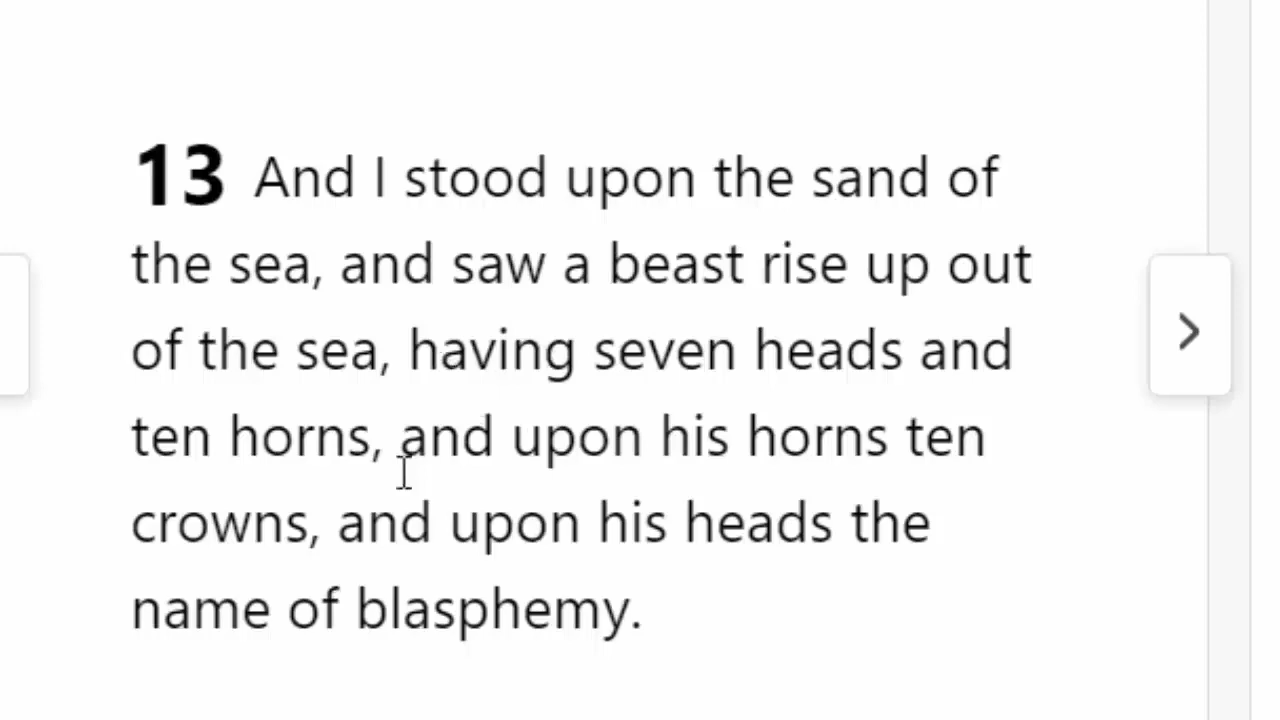 13 And I stood upon the sand of
the sea, and saw a beast rise up out
of the sea, having seven heads and
ten horns, and upon his horns ten
crowns, and upon his heads the
name of blasphemy.